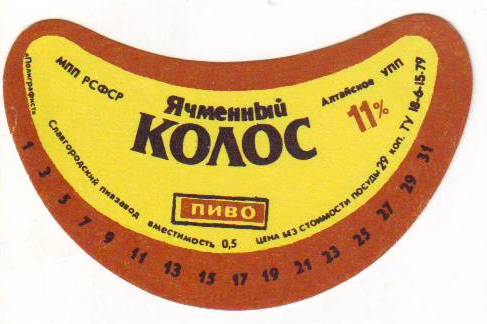 «Полиграфист»
МПП РСФСР
Алтайское УПП
Ячменный
КОЛОС
11%
ПИВО
Славгородский пивзавод вместимость 0,5 ЦЕНА БЕЗ СТОИМОСТИ ПОСУДЫ 29 коп. ТУ 18-6-15-79
1 3 5 7 9 11 13 15 17 19 21 23 25 27 29 31